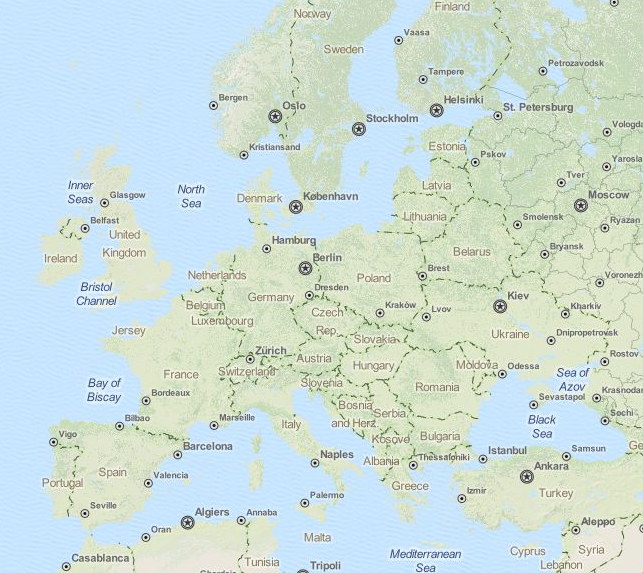 Norway
Finland
Vaasa
Sweden
Petrozavodsk
Tampere
Bergen
Oslo
Helsinki
St. Petersburg
Stockholm
Vologda
Kristiansand
Estonia
Pskov
Yarosla
Tver
Inner
Seas
North
Sea
Glasgow
Denmark
København
Latvia
Moscow
Lithuania
Smolensk
Ryazan
Belfast
United
Kingdom
Hamburg
Ireland
Belarus
Bryansk
Berlin
Netherlands
Poland
Brest
Voronezh
Bristol
Channel
Germany
Dresden
Belgium
Luxembourg
Czech
Rep.
Kraków
Lvov
Kiev
Kharkiv
Jersey
Ukraine
Dnipropetrovsk
Slovakia
Zürich
Austria
Hungary
Moldova
Rostov
France
Switzerland
Slovenia
Romania
Odessa
Sea of
Azov
Bay of
Biscay
Bordeaux
Sevastapol
Krasnodar
Bosnia
and Herz.
Serbia
Black
Sea
Sochi
Bilbao
Marseille
Italy
Vigo
Kosovo
Bulgaria
Barcelona
Naples
Albania
Thessaloniki
Istanbul
Samsun
Ge
Ankara
Spain
Portugal
Valencia
Greece
Izmir
Turkey
Palermo
Seville
Algiers
Annaba
Aleppo
Oran
Malta
Syria
Casablanca
Tunisia
Mediterranean
Sea
Cyprus
Lebanon
Tripoli